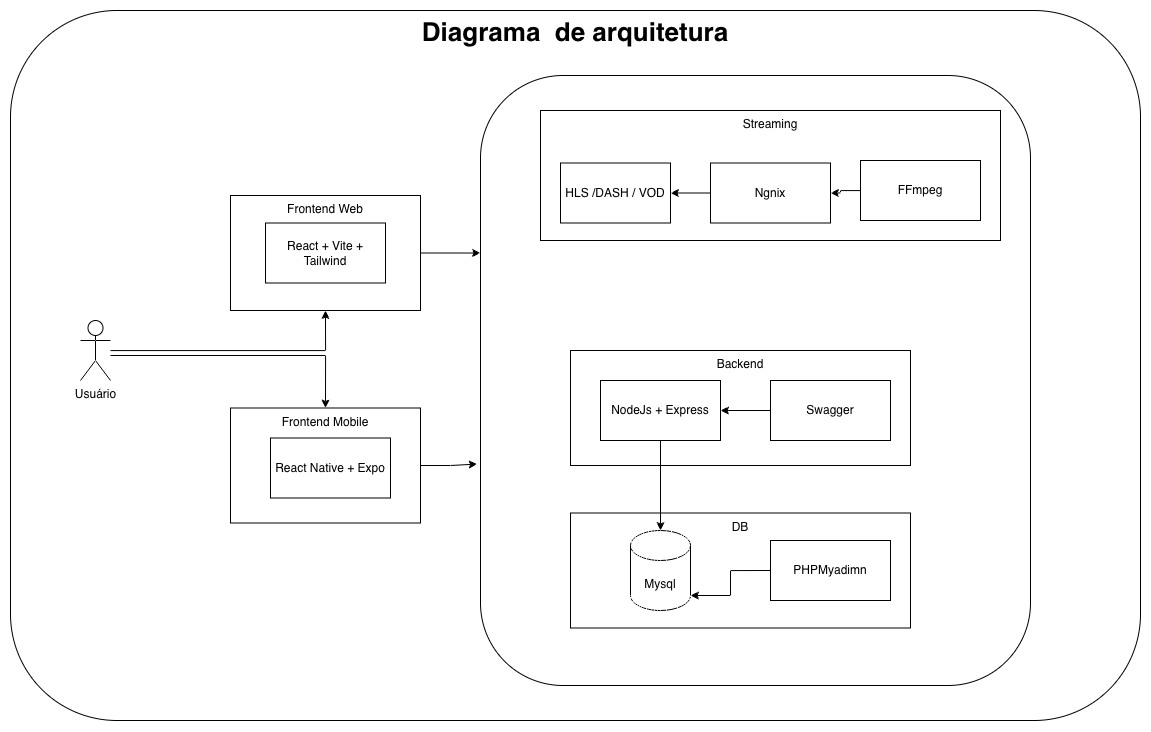 Diagrama  de arquitetura
Streaming
HLS /DASH / VOD
Ngnix
FFmpeg
Frontend Web
React + Vite +
Tailwind
Usuário
Frontend Mobile
React Native + Expo
Backend
NodeJs + Express
Swagger
DB
Mysql
PHPMyadimn